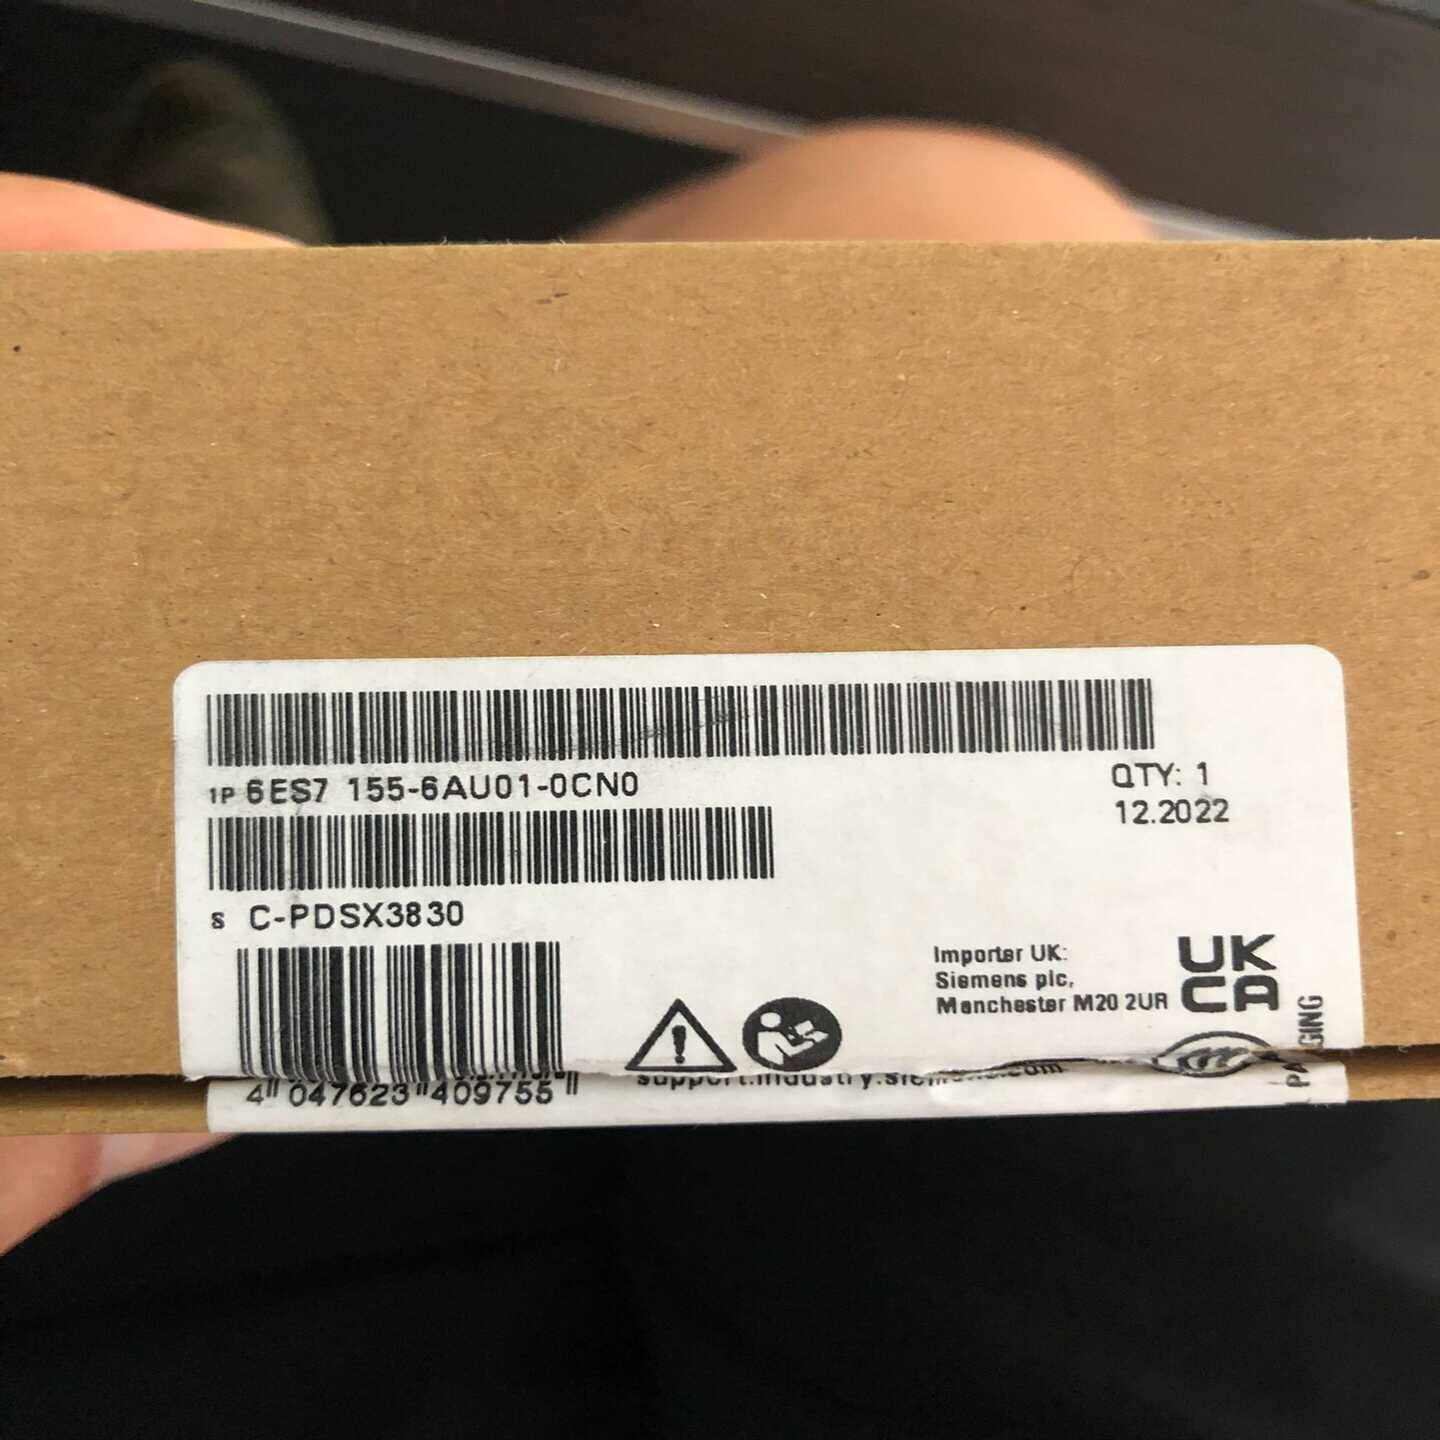 1P 6ES7 155-6AU01-0CN0
QTY: 1
12.2022
S C-PDSX3830
Importer UK:
Siemens plc,
Manchester M20 2UR
UK
CA
4 047623 409755